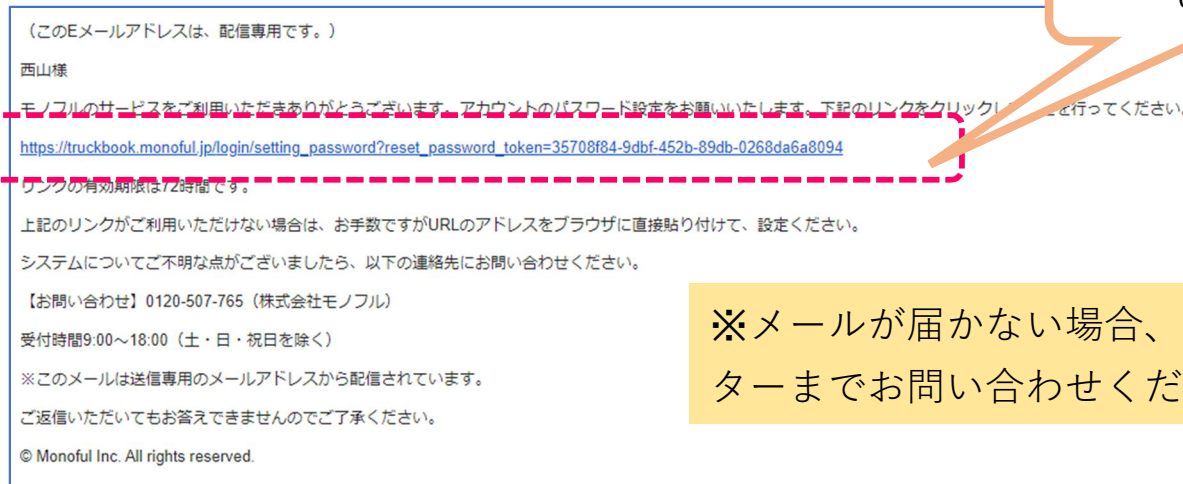 （このEメールアドレスは、配信専用です。）
西山様
モノフルのサービスをご利用いただきありがとうございます。アカウントのパスワード設定をお願いいたします。下記のリンクをクリックし を行ってください。
https://truckbook.monoful.jp/login/setting_password?reset_password_token=35708f84-9dbf-452b-89db-0268da6a8094
リンクの有効期限は72時間です。
上記のリンクがご利用いただけない場合は、お手数ですがURLのアドレスをブラウザに直接貼り付けて、設定ください。
システムについてご不明な点がございましたら、以下の連絡先にお問い合わせください。
【お問い合わせ】0120-507-765（株式会社モノフル）
受付時間9:00～18:00（土・日・祝日を除く）
※このメールは送信専用のメールアドレスから配信されています。
ご返信いただいてもお答えできませんのでご了承ください。
© Monoful Inc. All rights reserved.
※メールが届かない場合、
ターまでお問い合わせくだ